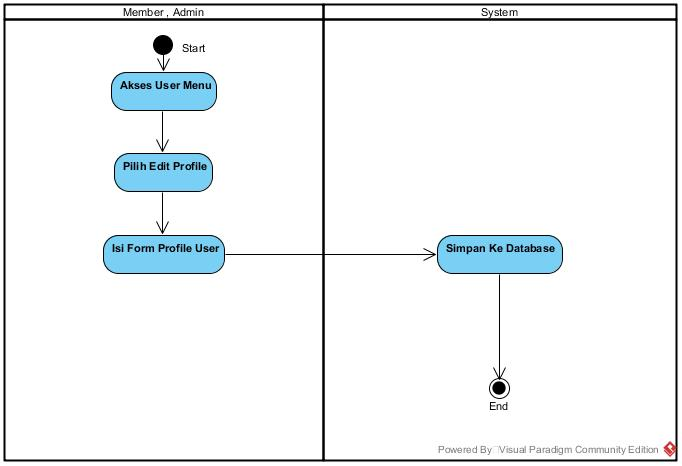 Member , Admin
System
Start
Akses User Menu
Pilih Edit Profile
Isi Form Profile User
Simpan Ke Database
End
Powered By Visual Paradigm Community Edition